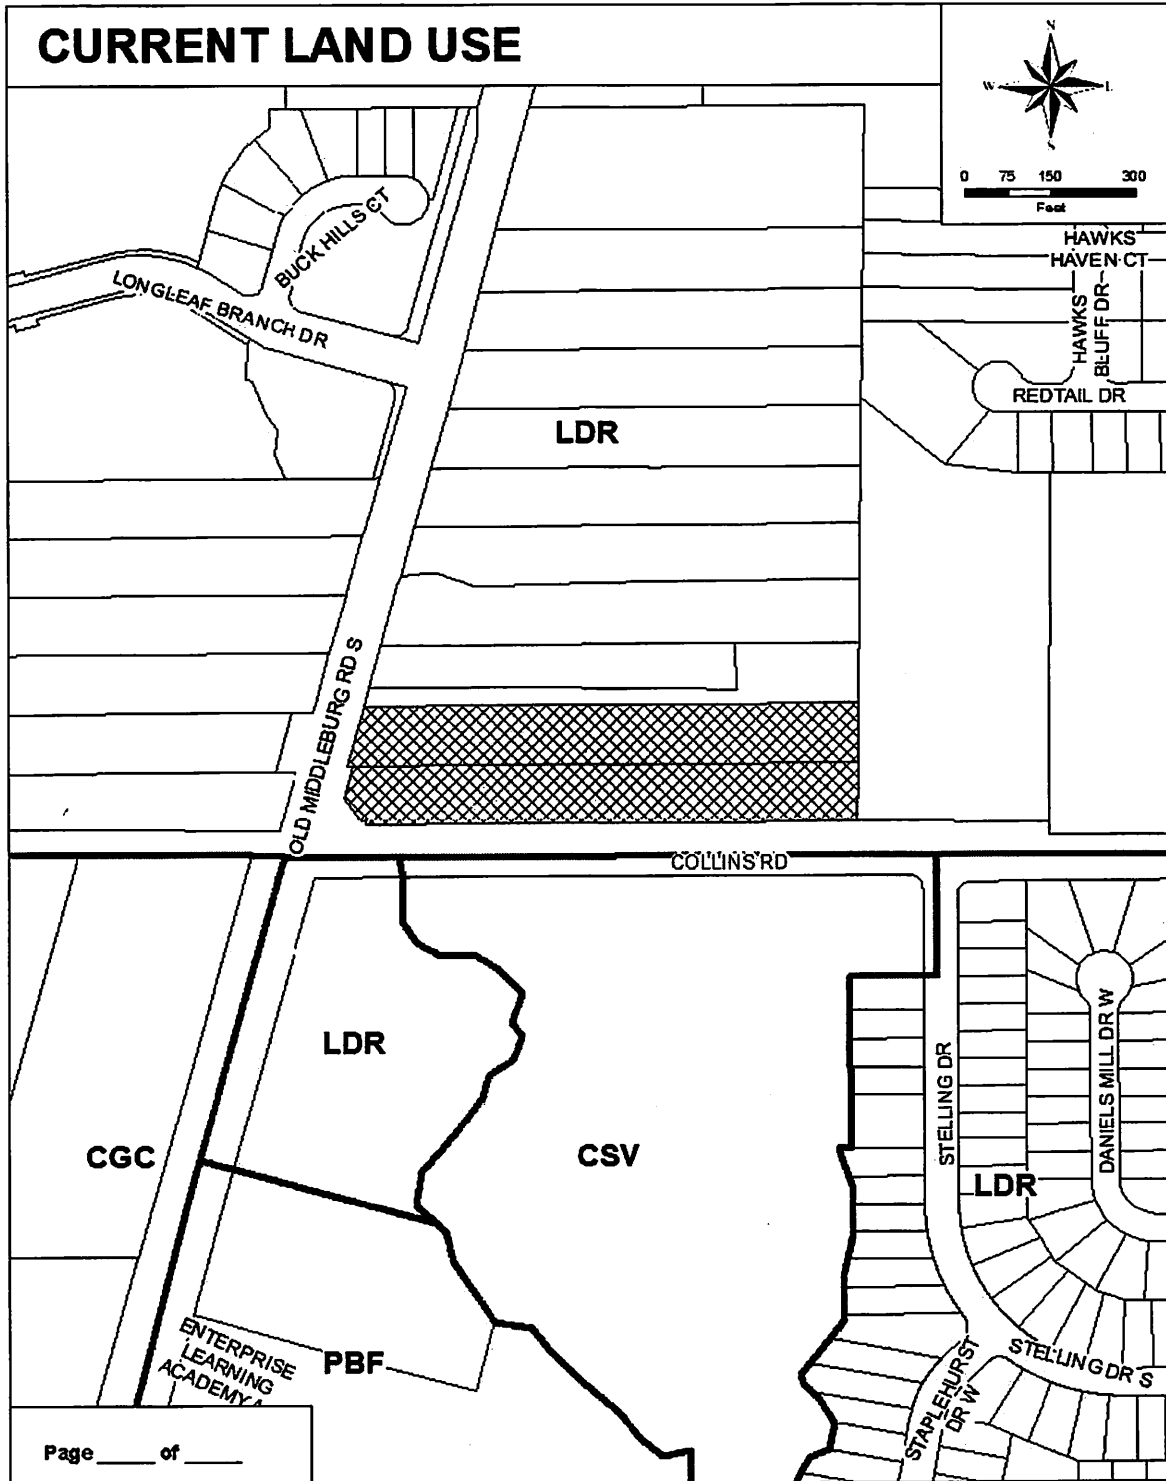 CURRENT LAND USE
N
W
S
0 75 150 300
Feet
BUCK HILLS CT
LONGLEAF BRANCH DR
HAWKS
HAVEN CT
HAWKS
BLUFF DR
REDTAIL DR
LDR
OLD MIDDLEBURG RD S
COLLINS RD
LDR
CGC
CSV
STELLING DR
DANIELS MILL DR W
LDR
ENTERPRISE
LEARNING
ACADEMY
PBF
STAPLEHURST
DR W
STELLING DR S
Page _____ of _____